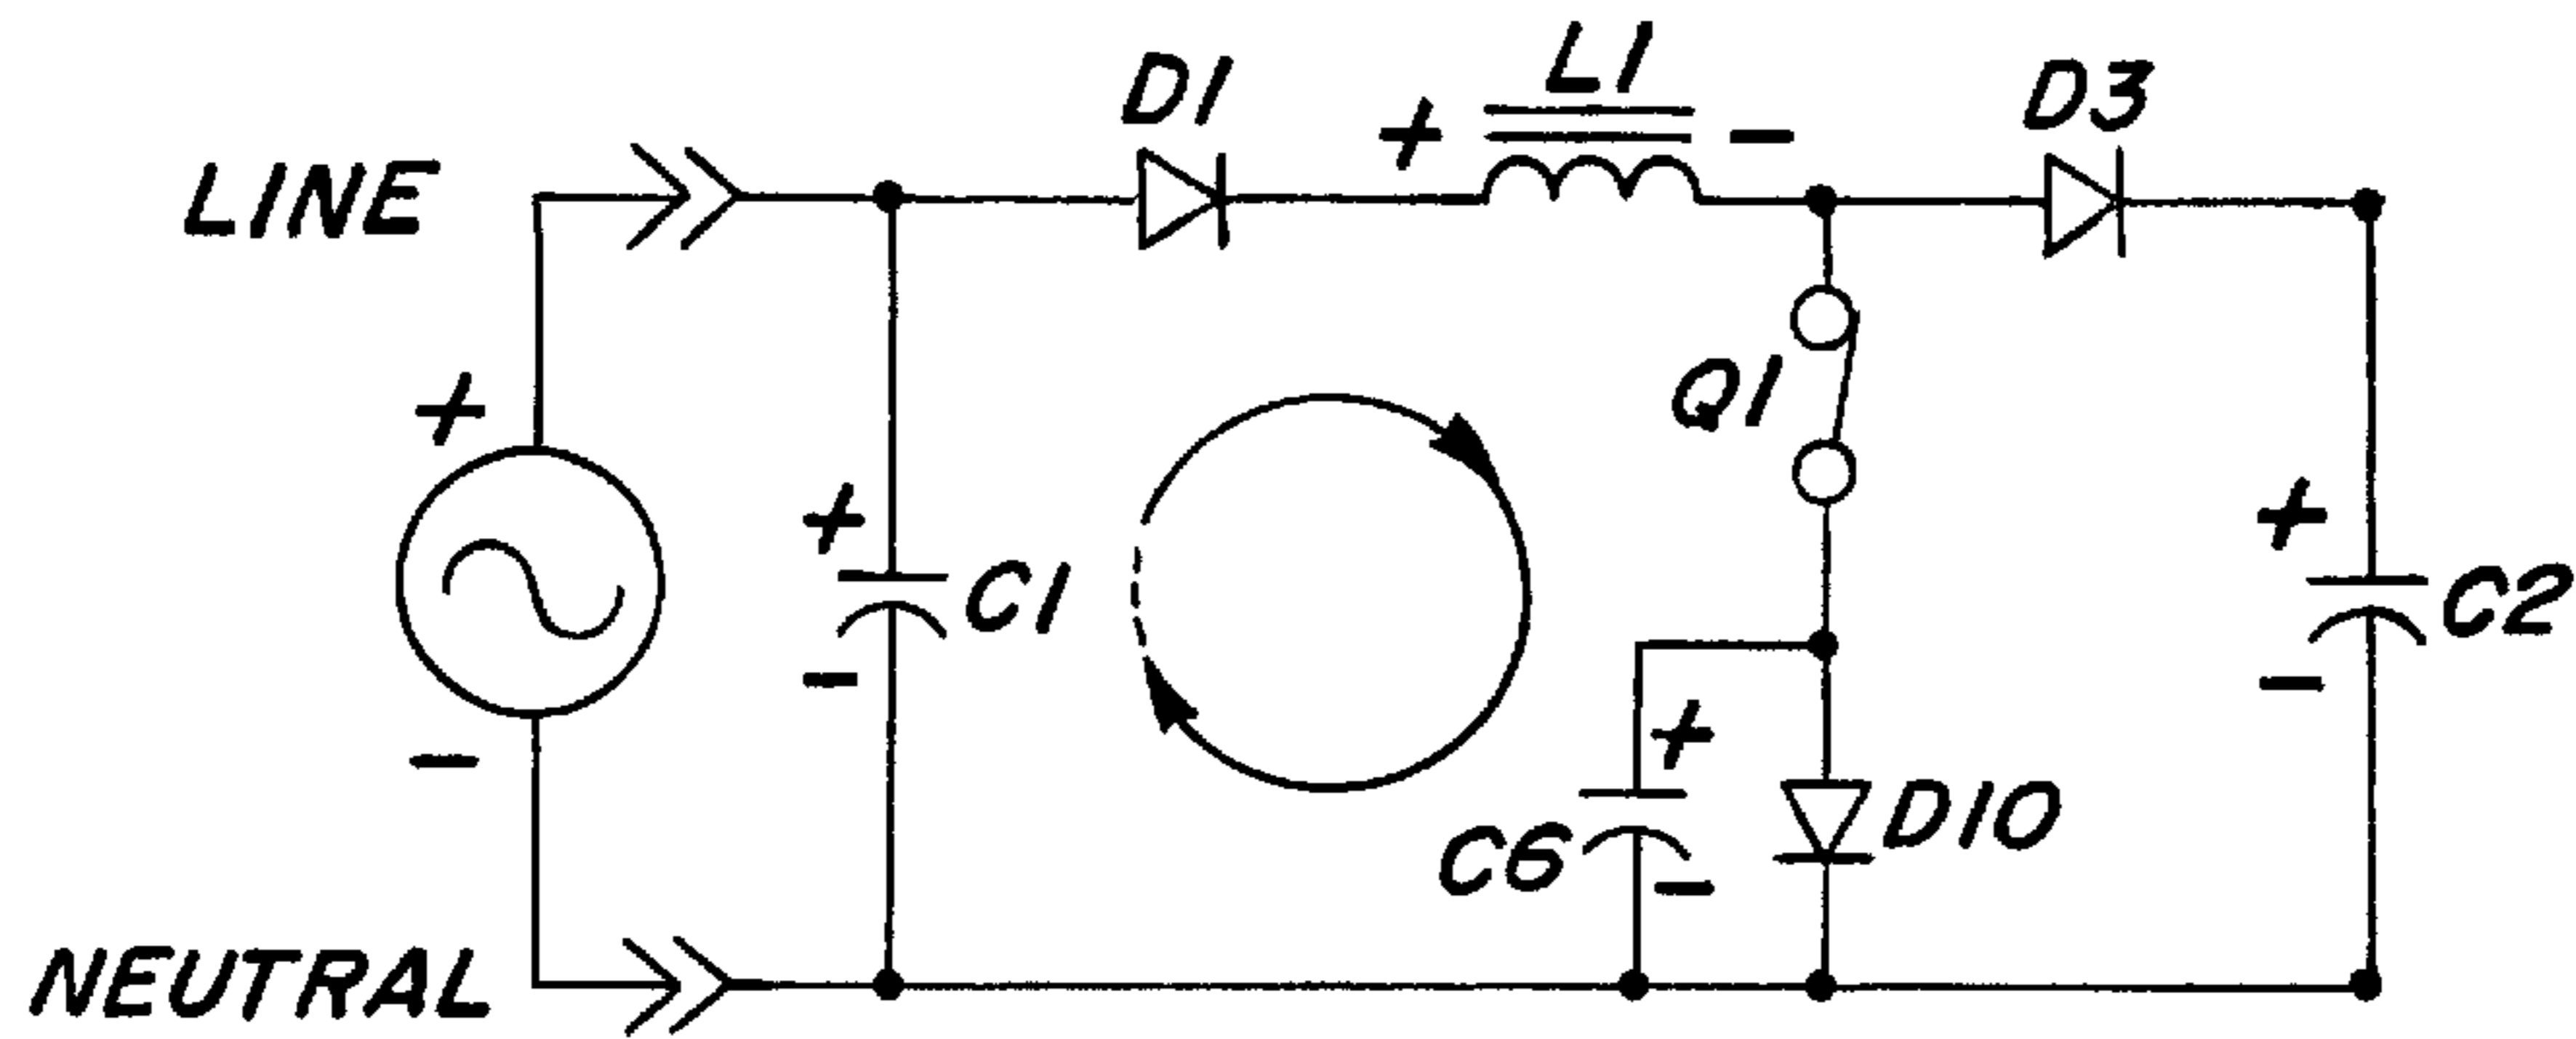 L1
D1
+
-
D3
LINE
+
Q1
+
+
C1
C2
-
-
+
-
D10
C6
-
NEUTRAL